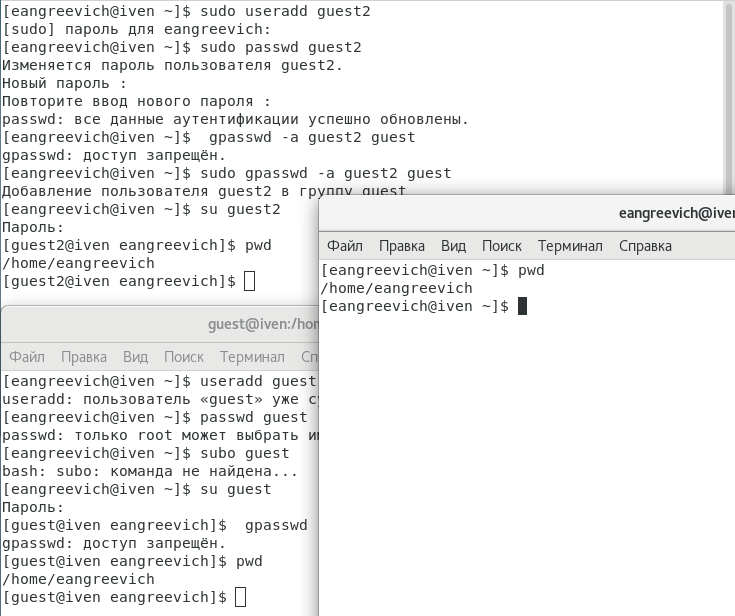 [eangreevich@iven ~]$ sudo useradd guest2
[sudo] пароль для eangreevich:
[eangreevich@iven ~]$ sudo passwd guest2
Изменяется пароль пользователя guest2.
Новый пароль :
Повторите ввод нового пароля :
passwd: все данные аутентификации успешно обновлены.
[eangreevich@iven ~]$  gpasswd -a guest2 guest
gpasswd: доступ запрещён.
[eangreevich@iven ~]$ sudo gpasswd -a guest2 guest
Добавление пользователя guest2 в группу guest
[eangreevich@iven ~]$ su guest2
Пароль:
[guest2@iven eangreevich]$ pwd
/home/eangreevich
[guest2@iven eangreevich]$
eangreevich@iven
Файл Правка Вид Поиск Терминал Справка
[eangreevich@iven ~]$ pwd
/home/eangreevich
[eangreevich@iven ~]$
guest@iven:/hom
Файл Правка Вид Поиск Терминал Сп
[eangreevich@iven ~]$ useradd guest
useradd: пользователь «guest» уже су
[eangreevich@iven ~]$ passwd guest
passwd: только root может выбрать им
[eangreevich@iven ~]$ subo guest
bash: subo: команда не найдена...
[eangreevich@iven ~]$ su guest
Пароль:
[guest@iven eangreevich]$  gpasswd
gpasswd: доступ запрещён.
[guest@iven eangreevich]$ pwd
/home/eangreevich
[guest@iven eangreevich]$